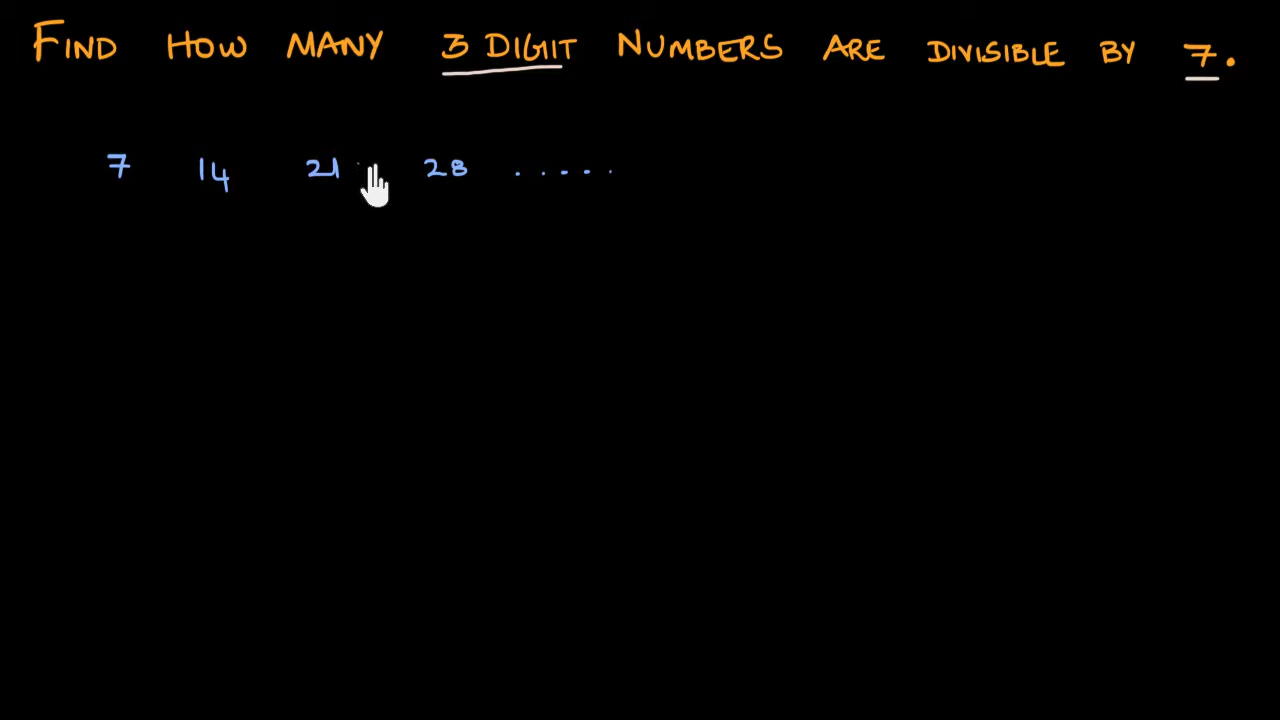 FIND HOW MANY 3 DIGIT NUMBERS ARE DIVISIBLE BY 7.
7 14 21 28 .....